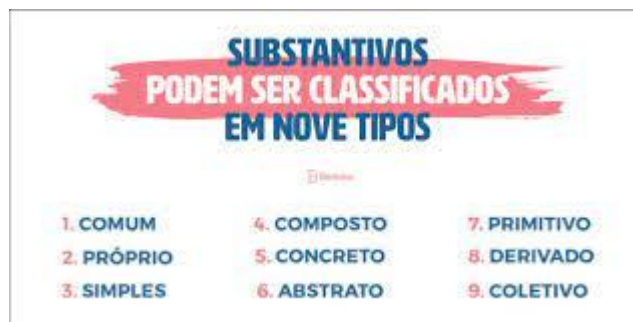 SUBSTANTIVOS
PODEM SER CLASSIFICADOS
EM NOVE TIPOS
1. COMUM
2. PRÓPRIO
3. SIMPLES
4. COMPOSTO
5. CONCRETO
6. ABSTRATO
7. PRIMITIVO
8. DERIVADO
9. COLETIVO